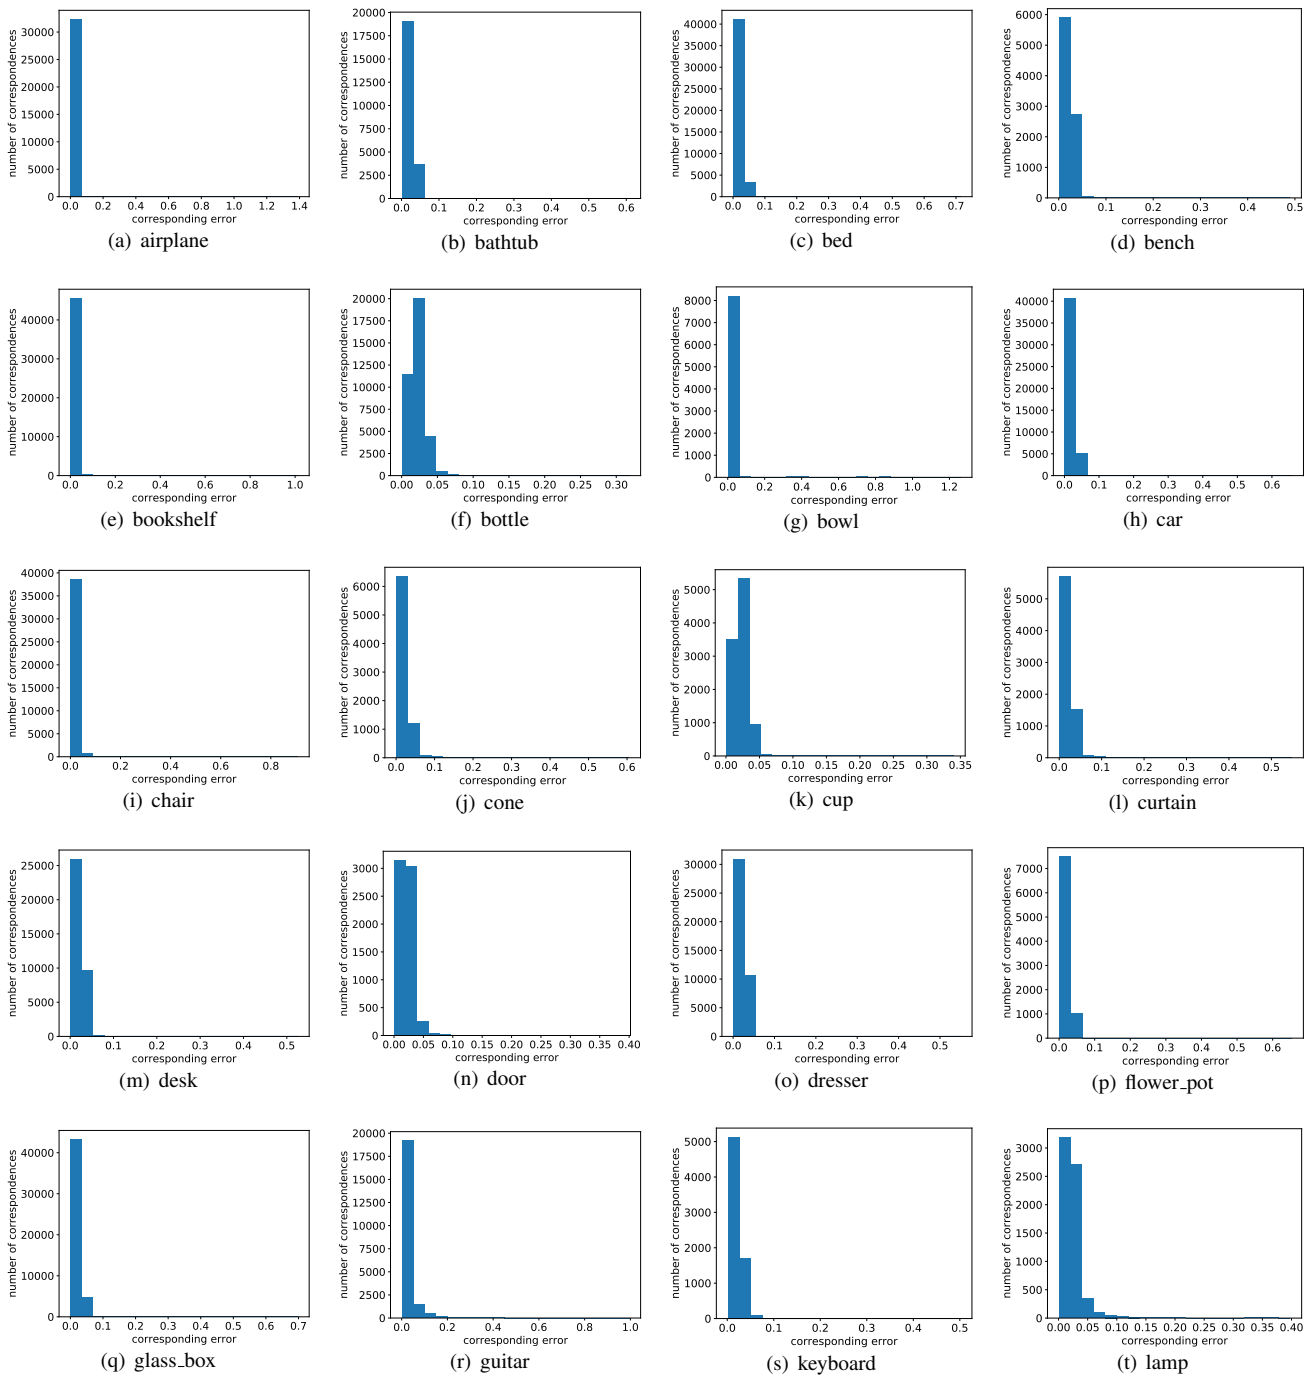 number of correspondences
30000
25000
20000
15000
10000
5000
0
0.0 0.2 0.4 0.6 0.8 1.0 1.2 1.4
corresponding error
(a) airplane
number of correspondences
20000
17500
15000
12500
10000
7500
5000
2500
0
0.0 0.1 0.2 0.3 0.4 0.5 0.6
corresponding error
(b) bathtub
number of correspondences
40000
35000
30000
25000
20000
15000
10000
5000
0
0.0 0.1 0.2 0.3 0.4 0.5 0.6 0.7
corresponding error
(c) bed
number of correspondences
6000
5000
4000
3000
2000
1000
0
0.0 0.1 0.2 0.3 0.4 0.5
corresponding error
(d) bench
number of correspondences
40000
30000
20000
10000
0
0.0 0.2 0.4 0.6 0.8 1.0
corresponding error
(e) bookshelf
number of correspondences
20000
17500
15000
12500
10000
7500
5000
2500
0
0.00 0.05 0.10 0.15 0.20 0.25 0.30
corresponding error
(f) bottle
number of correspondences
8000
7000
6000
5000
4000
3000
2000
1000
0
0.0 0.2 0.4 0.6 0.8 1.0 1.2
corresponding error
(g) bowl
number of correspondences
40000
35000
30000
25000
20000
15000
10000
5000
0
0.0 0.1 0.2 0.3 0.4 0.5 0.6
corresponding error
(h) car
number of correspondences
40000
35000
30000
25000
20000
15000
10000
5000
0
0.0 0.2 0.4 0.6 0.8
corresponding error
(i) chair
number of correspondences
6000
5000
4000
3000
2000
1000
0
0.0 0.1 0.2 0.3 0.4 0.5 0.6
corresponding error
(j) cone
number of correspondences
5000
4000
3000
2000
1000
0
0.00 0.05 0.10 0.15 0.20 0.25 0.30 0.35
corresponding error
(k) cup
number of correspondences
5000
4000
3000
2000
1000
0
0.0 0.1 0.2 0.3 0.4 0.5
corresponding error
(l) curtain
number of correspondences
25000
20000
15000
10000
5000
0
0.0 0.1 0.2 0.3 0.4 0.5
corresponding error
(m) desk
number of correspondences
3000
2500
2000
1500
1000
500
0
0.00 0.05 0.10 0.15 0.20 0.25 0.30 0.35 0.40
corresponding error
(n) door
number of correspondences
30000
25000
20000
15000
10000
5000
0
0.0 0.1 0.2 0.3 0.4 0.5
corresponding error
(o) dresser
number of correspondences
7000
6000
5000
4000
3000
2000
1000
0
0.0 0.1 0.2 0.3 0.4 0.5 0.6
corresponding error
(p) flower_pot
number of correspondences
40000
30000
20000
10000
0
0.0 0.1 0.2 0.3 0.4 0.5 0.6 0.7
corresponding error
(q) glass_box
number of correspondences
20000
17500
15000
12500
10000
7500
5000
2500
0
0.0 0.2 0.4 0.6 0.8 1.0
corresponding error
(r) guitar
number of correspondences
5000
4000
3000
2000
1000
0
0.0 0.1 0.2 0.3 0.4 0.5
corresponding error
(s) keyboard
number of correspondences
3000
2500
2000
1500
1000
500
0
0.00 0.05 0.10 0.15 0.20 0.25 0.30 0.35 0.40
corresponding error
(t) lamp